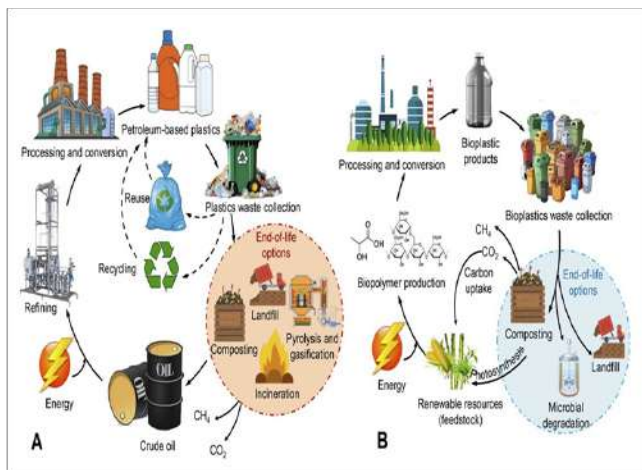 Petroleum-based plastics
Processing and conversion
Reuse
Plastics waste collection
Recycling
Refining
End-of-life
options
Landfill
Composting
Pyrolysis and
gasification
Incineration
Energy
OIL
OIL
Crude oil
CH4
CO2
A
Processing and conversion
Bioplastic
products
Bioplastics waste collection
OH
CH4
CO2
Carbon
uptake
Biopolymer production
End-of-life
options
Composting
Landfill
Photosynthesis
Microbial
degradation
Energy
Renewable resources
(feedstock)
B